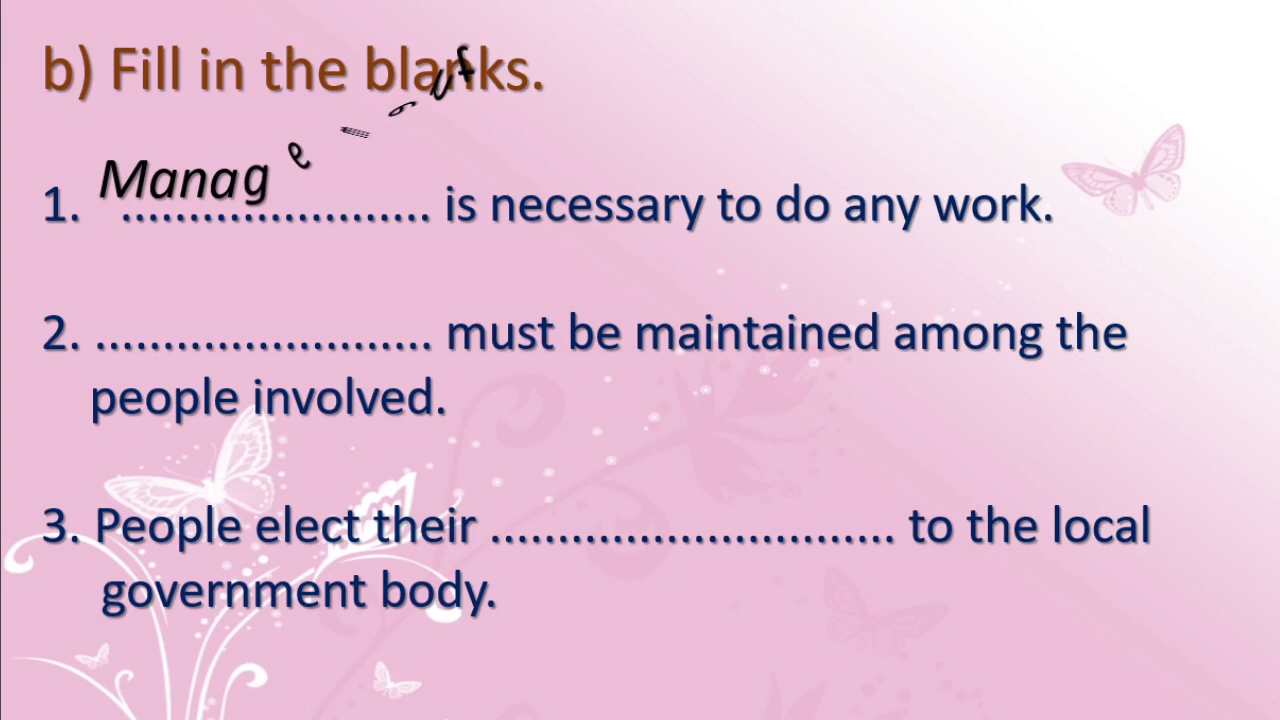 b) Fill in the blanks.
1. Manag e ....................... is necessary to do any work.
2. ......................... must be maintained among the
people involved.
3. People elect their .............................. to the local
government body.